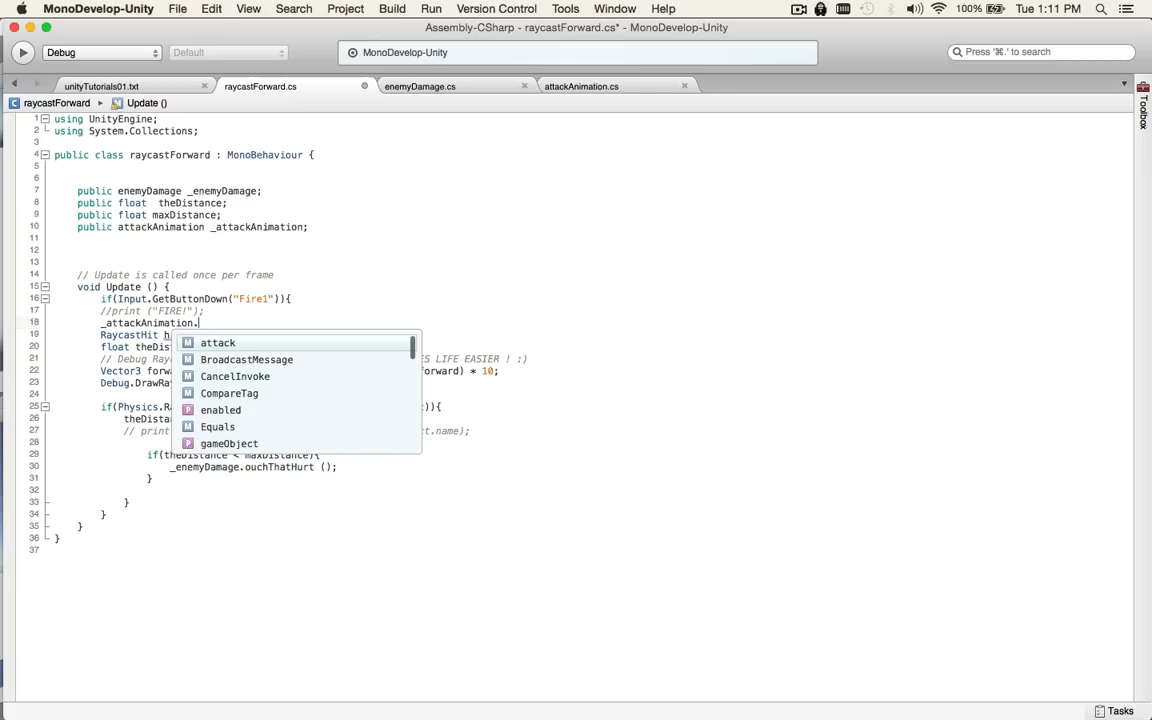 MonoDevelop-Unity File Edit View Search Project Build Run Version Control Tools Window Help 100% Tue 1:11 PM
Assembly-CSharp - raycastForward.cs* - MonoDevelop-Unity
Debug Default MonoDevelop-Unity Press '⌘.' to search
unityTutorials01.txt raycastForward.cs enemyDamage.cs attackAnimation.cs
raycastForward Update ()
Toolbox
1 using UnityEngine;
2 using System.Collections;
3
4 public class raycastForward : MonoBehaviour {
5
6
7 public enemyDamage _enemyDamage;
8 public float theDistance;
9 public float maxDistance;
10 public attackAnimation _attackAnimation;
11
12
13
14 // Update is called once per frame
15 void Update () {
16 if(Input.GetButtonDown("Fire1")){
17 //print ("FIRE!");
18 _attackAnimation.
19 RaycastHit h
20 float theDist
21 // Debug Ray ES LIFE EASIER ! :)
22 Vector3 forw forward) * 10;
23 Debug.DrawRa
24
25 if(Physics.R t)){
26 theDista
27 // print ct.name);
28
29 if(theDistance < maxDistance){
30 _enemyDamage.ouchThatHurt ();
31 }
32
33 }
34 }
35 }
36 }
37
attack
BroadcastMessage
CancelInvoke
CompareTag
enabled
Equals
gameObject
Tasks